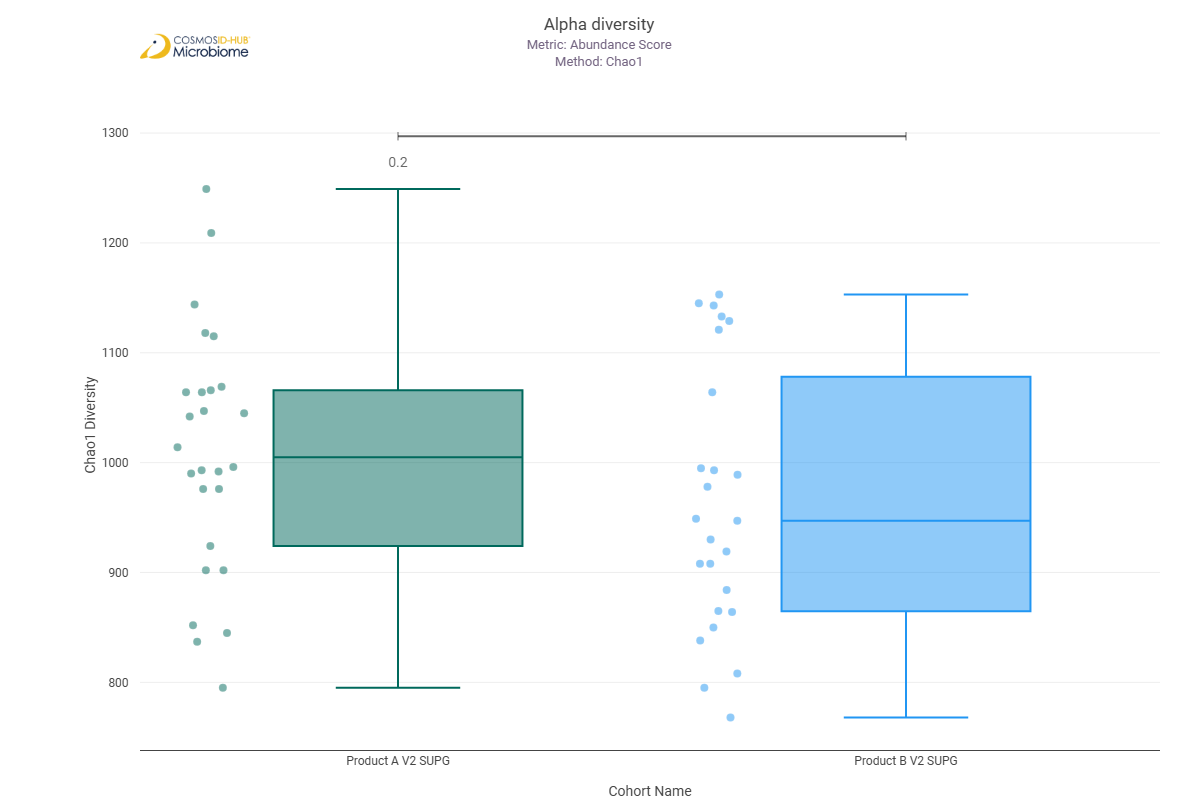 Alpha diversity
Metric: Abundance Score
Method: Chao1
COSMOSID-HUB
Microbiome
1300
0.2
1200
1100
1000
900
800
Chao1 Diversity
Product A V2 SUPG
Product B V2 SUPG
Cohort Name